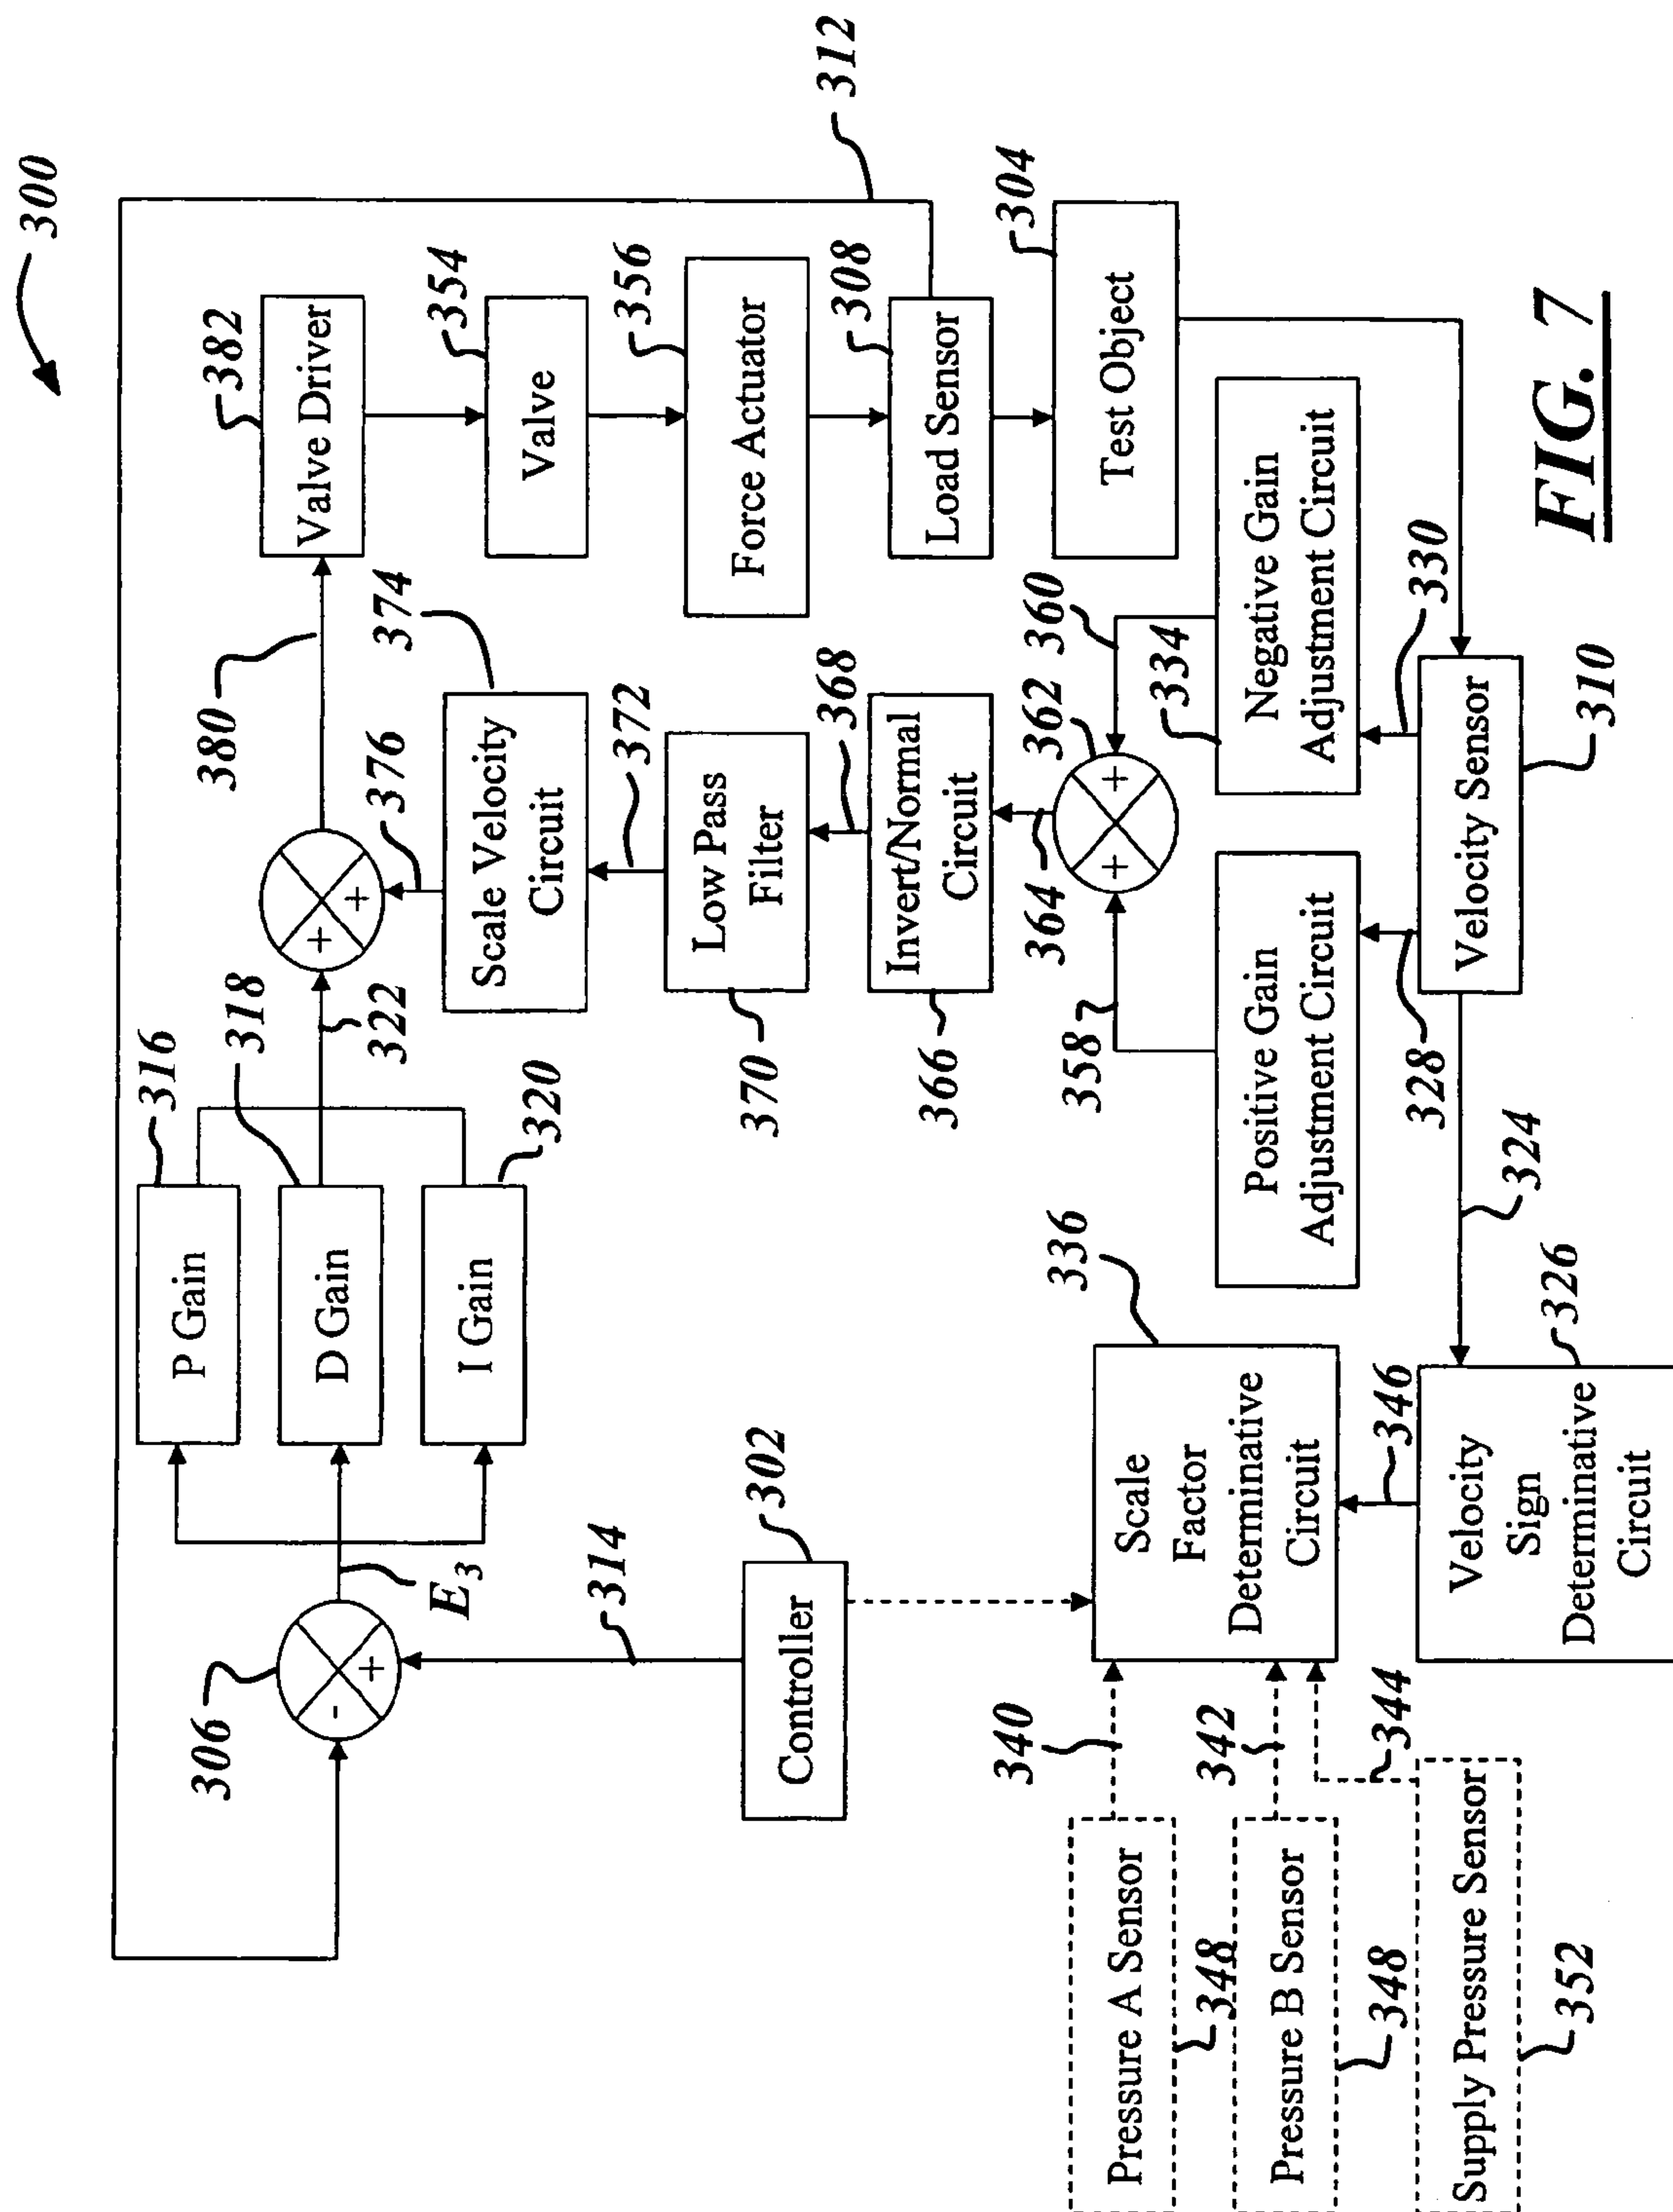 300
312
306
-
+
E3
314
Controller
302
P Gain
316
D Gain
318
I Gain
320
322
+
+
380
376
374
Scale Velocity
Circuit
372
Low Pass
Filter
370
368
Invert/Normal
Circuit
366
364
+
+
362
360
358
382
Valve Driver
354
Valve
356
Force Actuator
308
Load Sensor
304
Test Object
334
Negative Gain
Adjustment Circuit
Positive Gain
Adjustment Circuit
330
328
Velocity Sensor
310
324
336
Scale
Factor
Determinative
Circuit
346
326
Velocity
Sign
Determinative
Circuit
340
342
344
Pressure A Sensor
348
Pressure B Sensor
348
Supply Pressure Sensor
352
FIG. 7